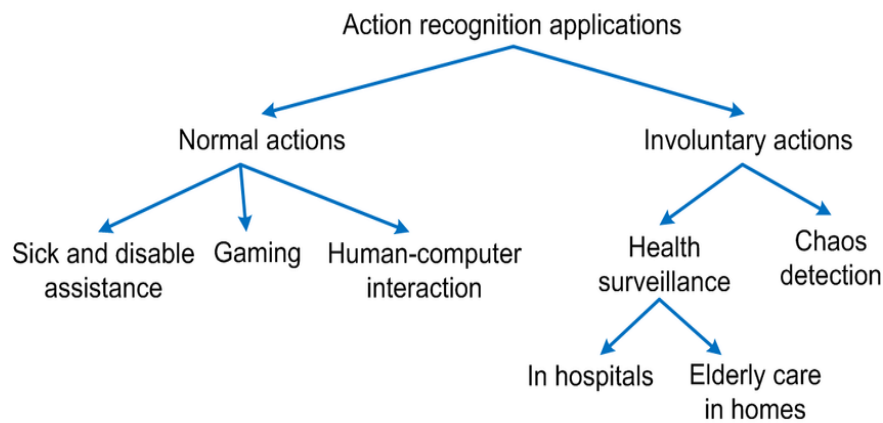 Action recognition applications
Normal actions
Involuntary actions
Sick and disable
assistance
Gaming
Human-computer
interaction
Health
surveillance
Chaos
detection
In hospitals
Elderly care
in homes